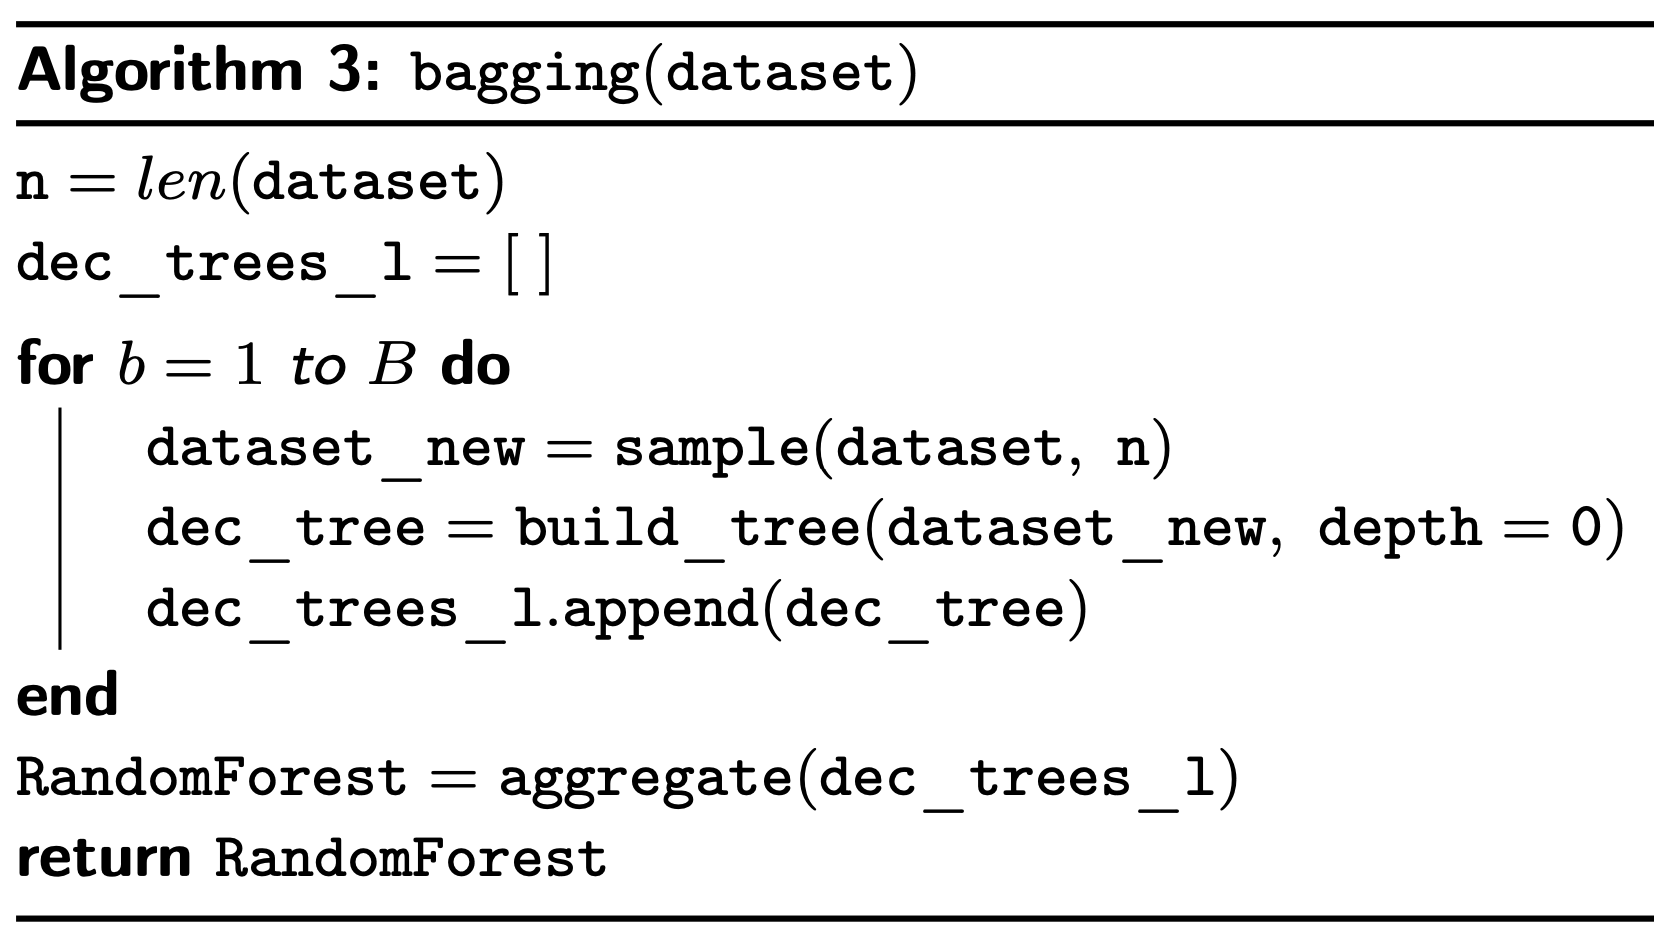 Algorithm 3: bagging(dataset)
n = len(dataset)
dec_trees_l = [ ]
for b = 1 to B do
dataset_new = sample(dataset, n)
dec_tree = build_tree(dataset_new, depth = 0)
dec_trees_l.append(dec_tree)
end
RandomForest = aggregate(dec_trees_l)
return RandomForest